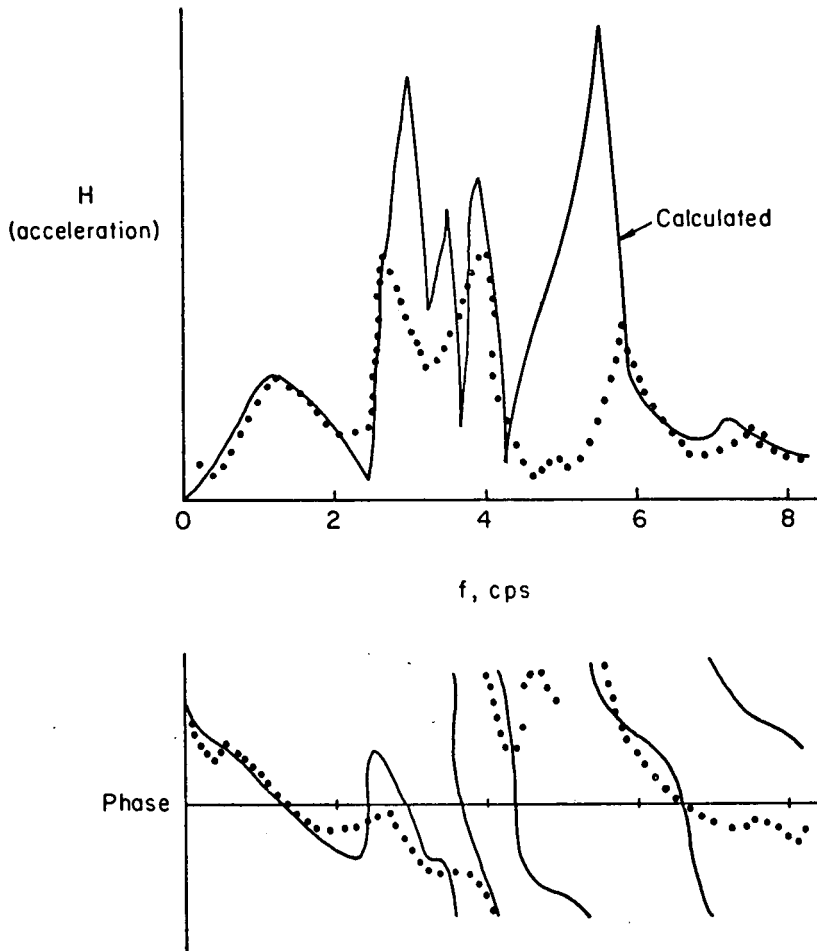 H
(acceleration)
Calculated
0 2 4 6 8
f, cps
Phase